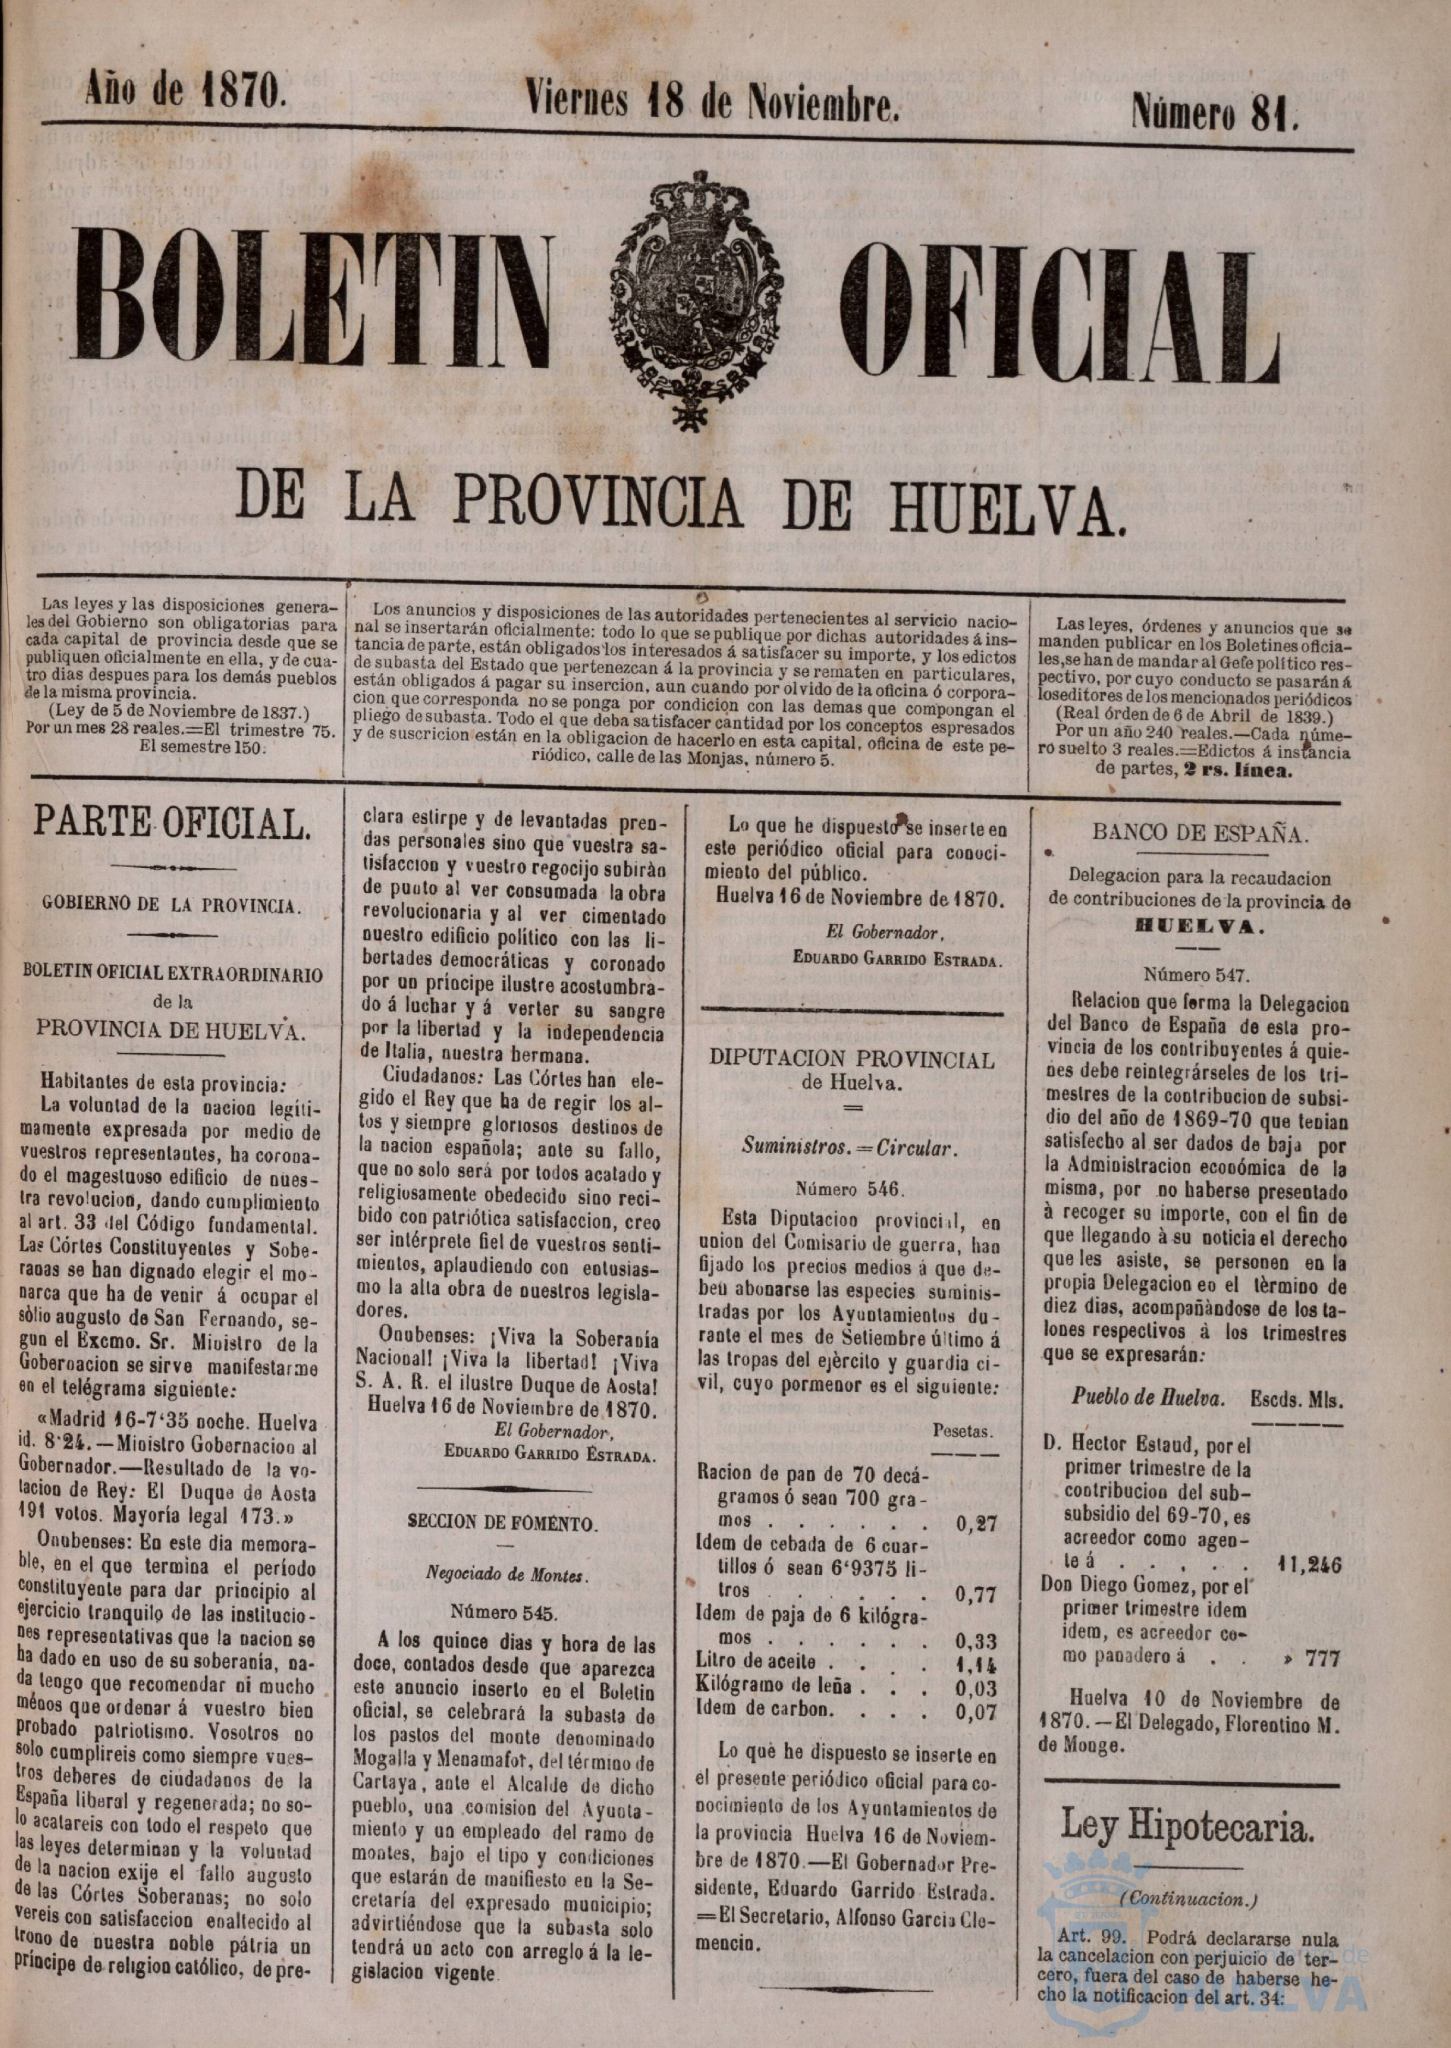 Año de 1870.
Viernes 18 de Noviembre.
Número 81.
BOLETIN OFICIAL
DE LA PROVINCIA DE HUELVA.
Las leyes y las disposiciones genera-
les del Gobierno son obligatorias para
cada capital de provincia desde que se
publiquen oficialmente en ella, y de cua-
tro dias despues para los demás pueblos
de la misma provincia.
(Ley de 5 de Noviembre de 1837.)
Por un mes 28 reales.=El trimestre 75.
El semestre 150.
Los anuncios y disposiciones de las autoridades pertenecientes al servicio nacio-
nal se insertarán oficialmente: todo lo que se publique por dichas autoridades á ins-
tancia de parte, están obligados los interesados á satisfacer su importe, y los edictos
de subasta del Estado que pertenezcan á la provincia y se rematen en particulares,
están obligados á pagar su insercion, aun cuando por olvido de la oficina ó corpora-
cion que corresponda no se ponga por condicion con las demas que compongan el
pliego de subasta. Todo el que deba satisfacer cantidad por los conceptos espresados
y de suscricion están en la obligacion de hacerlo en esta capital, oficina de este pe-
riódico, calle de las Monjas, número 5.
Las leyes, órdenes y anuncios que se
manden publicar en los Boletines oficia-
les, se han de mandar al Gefe político res-
pectivo, por cuyo conducto se pasarán á
los editores de los mencionados periódicos
(Real órden de 6 de Abril de 1839.)
Por un año 240 reales.—Cada núme-
ro suelto 3 reales.=Edictos á instancia
de partes, 2 rs. línea.
PARTE OFICIAL.
GOBIERNO DE LA PROVINCIA.
BOLETIN OFICIAL EXTRAORDINARIO
de la
PROVINCIA DE HUELVA.
Habitantes de esta provincia:
La voluntad de la nacion legíti-
mamente expresada por medio de
vuestros representantes, ha corona-
do el magestuoso edificio de nues-
tra revolucion, dando cumplimiento
al art. 33 del Código fundamental.
Las Córtes Constituyentes y Sobe-
ranas se han dignado elegir el mo-
narca que ha de venir á ocupar el
sòlio augusto de San Fernando, se-
gun el Excmo. Sr. Ministro de la
Gobernacion se sirve manifestarme
en el telégrama siguiente:
«Madrid 16-7'35 noche. Huelva
id. 8'24.—Ministro Gobernacion al
Gobernador.—Resultado de la vo-
tacion de Rey: El Duque de Aosta
191 votos. Mayoría legal 173.»
Onubenses: En este dia memora-
ble, en el que termina el período
constituyente para dar principio al
ejercicio tranquilo de las institucio-
nes representativas que la nacion se
ha dado en uso de su soberanía, na-
da tengo que recomendar ni mucho
ménos que ordenar á vuestro bien
probado patriotismo. Vosotros no
solo cumplireis como siempre vues-
tros deberes de ciudadanos de la
España liberal y regenerada; no so-
lo acatareis con todo el respeto que
las leyes determinan y la voluntad
de la nacion exije el fallo augusto
de las Córtes Soberanas; no solo
vereis con satisfaccion enaltecido al
trono de nuestra noble pátria un
príncipe de religion católico, de pre-
clara estirpe y de levantadas pren-
das personales sino que vuestra sa-
tisfaccion y vuestro regocijo subiràn
de punto al ver consumada la obra
revolucionaria y al ver cimentado
nuestro edificio político con las li-
bertades democráticas y coronado
por un príncipe ilustre acostumbra-
do á luchar y á verter su sangre
por la libertad y la independencia
de Italia, nuestra hermana.
Ciudadanos: Las Córtes han ele-
gido el Rey que ha de regir los al-
tos y siempre gloriosos destinos de
la nacion española; ante su fallo,
que no solo será por todos acatado y
religiosamente obedecido sino reci-
bido con patriótica satisfaccion, creo
ser intérprete fiel de vuestros senti-
mientos, aplaudiendo con entusias-
mo la alta obra de nuestros legisla-
dores.
Onubenses: ¡Viva la Soberanía
Nacional! ¡Viva la libertad! ¡Viva
S. A. R. el ilustre Duque de Aosta!
Huelva 16 de Noviembre de 1870.
El Gobernador,
EDUARDO GARRIDO ESTRADA.
SECCION DE FOMENTO.
Negociado de Montes.
Número 545.
A los quince dias y hora de las
doce, contados desde que aparezca
este anuncio inserto en el Boletin
oficial, se celebrará la subasta de
los pastos del monte denominado
Mogalla y Menamafot, del término de
Cartaya, ante el Alcalde de dicho
pueblo, una comision del Ayunta-
miento y un empleado del ramo de
montes, bajo el tipo y condiciones
que estarán de manifiesto en la Se-
cretaría del expresado municipio;
advirtiéndose que la subasta solo
tendrá un acto con arreglo á la le-
gislacion vigente
Lo que he dispuesto se inserte en
este periódico oficial para conoci-
miento del público.
Huelva 16 de Noviembre de 1870.
El Gobernador,
EDUARDO GARRIDO ESTRADA.
DIPUTACION PROVINCIAL
de Huelva.
Suministros.=Circular.
Número 546.
Esta Diputacion provincial, en
union del Comisario de guerra, han
fijado los precios medios á que de-
ben abonarse las especies suminis-
tradas por los Ayuntamientos du-
rante el mes de Setiembre último á
las tropas del ejèrcito y guardia ci-
vil, cuyo pormenor es el siguiente:
Pesetas.
Racion de pan de 70 decá-
gramos ó sean 700 gra-
mos . . . . . . 0,27
Idem de cebada de 6 cuar-
tillos ó sean 6'9375 li-
tros . . . . . . 0,77
Idem de paja de 6 kilógra-
mos . . . . . . 0,33
Litro de aceite . . . . 1,14
Kilógramo de leña . . . 0,03
Idem de carbon. . . . 0,07
Lo que he dispuesto se inserte en
el presente periódico oficial para co-
nocimiento de los Ayuntamientos de
la provincia Huelva 16 de Noviem-
bre de 1870.—El Gobernador Pre-
sidente, Eduardo Garrido Estrada.
=El Secretario, Alfonso Garcia Cle-
mencin.
BANCO DE ESPAÑA.
Delegacion para la recaudacion
de contribuciones de la provincia de
HUELVA.
Número 547.
Relacion que forma la Delegacion
del Banco de España de esta pro-
vincia de los contribuyentes á quie-
nes debe reintegrárseles de los tri-
mestres de la contribucion de subsi-
dio del año de 1869-70 que tenian
satisfecho al ser dados de baja por
la Administracion económica de la
misma, por no haberse presentado
à recoger su importe, con el fin de
que llegando à su noticia el derecho
que les asiste, se personen en la
propia Delegacion en el tèrmino de
diez dias, acompañàndose de los ta-
lones respectivos à los trimestres
que se expresarán:
Pueblo de Huelva. Escds. Mls.
D. Hector Estaud, por el
primer trimestre de la
contribucion del sub-
subsidio del 69-70, es
acreedor como agen-
te á . . . . . 11,246
Don Diego Gomez, por el
primer trimestre idem
idem, es acreedor co-
mo panadero á . . » 777
Huelva 10 de Noviembre de
1870.—El Delegado, Florentino M.
de Monge.
Ley Hipotecaria.
(Continuacion.)
Art. 99. Podrá declararse nula
la cancelacion con perjuicio de ter-
cero, fuera del caso de haberse he-
cho la notificacion del art. 34:
HUELVA